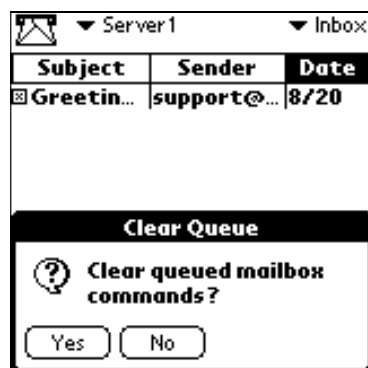 Server1 Inbox
Subject Sender Date
Greetin... support@... 8/20
Clear Queue
Clear queued mailbox
commands?
Yes No